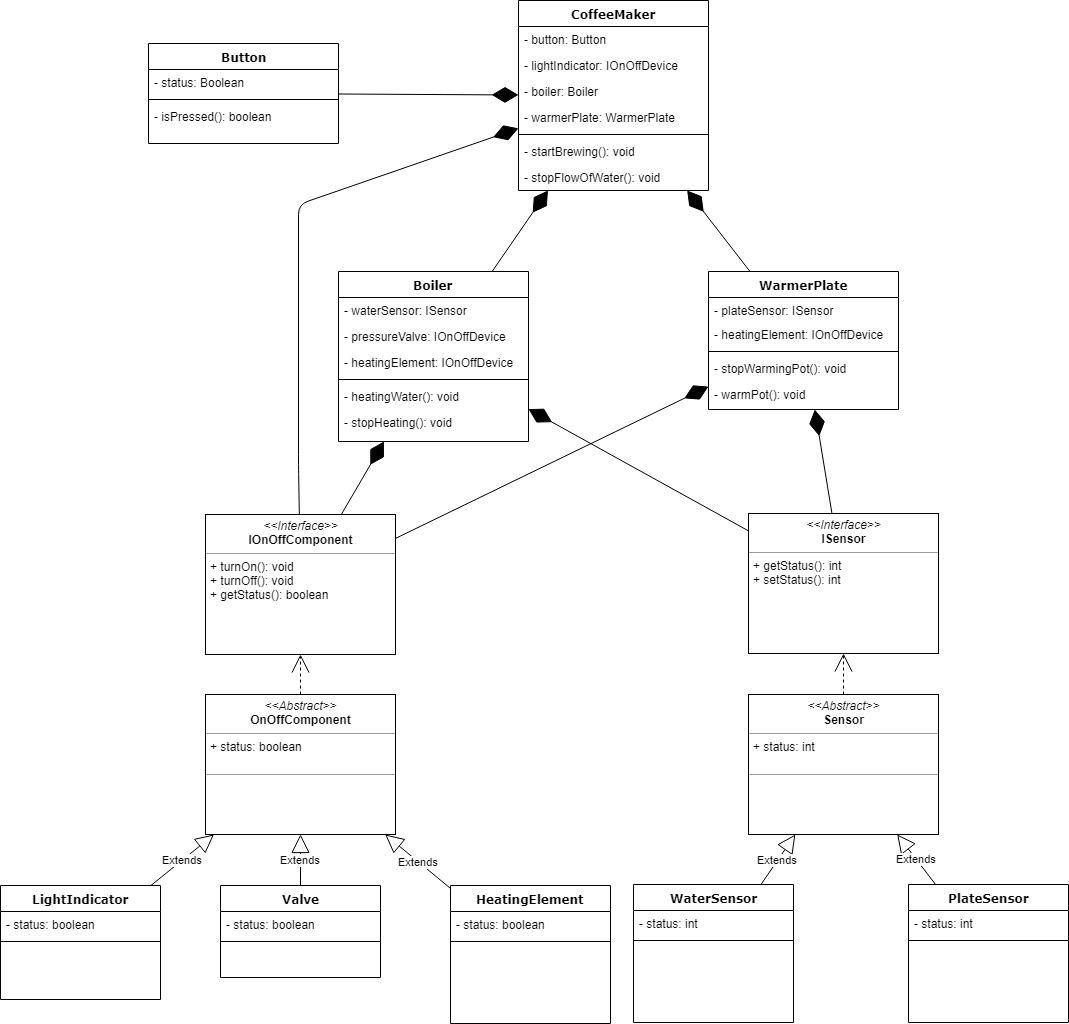 CoffeeMaker
- button: Button
- lightIndicator: IOnOffDevice
- boiler: Boiler
- warmerPlate: WarmerPlate
- startBrewing(): void
- stopFlowOfWater(): void
Button
- status: Boolean
- isPressed(): boolean
Boiler
- waterSensor: ISensor
- pressureValve: IOnOffDevice
- heatingElement: IOnOffDevice
- heatingWater(): void
- stopHeating(): void
WarmerPlate
- plateSensor: ISensor
- heatingElement: IOnOffDevice
- stopWarmingPot(): void
- warmPot(): void
<<Interface>>
IOnOffComponent
+ turnOn(): void
+ turnOff(): void
+ getStatus(): boolean
<<Interface>>
ISensor
+ getStatus(): int
+ setStatus(): int
<<Abstract>>
OnOffComponent
+ status: boolean
<<Abstract>>
Sensor
+ status: int
Extends
Extends
Extends
Extends
Extends
LightIndicator
- status: boolean
Valve
- status: boolean
HeatingElement
- status: boolean
WaterSensor
- status: int
PlateSensor
- status: int